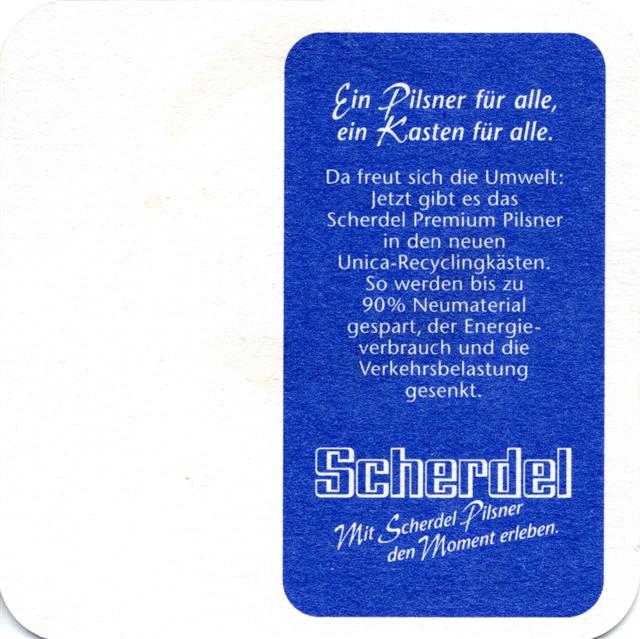 Ein Pilsner für alle,
ein Kasten für alle.
Da freut sich die Umwelt:
Jetzt gibt es das
Scherdel Premium Pilsner
in den neuen
Unica-Recyclingkästen.
So werden bis zu
90% Neumaterial
gespart, der Energie-
verbrauch und die
Verkehrsbelastung
gesenkt.
Scherdel
Mit Scherdel Pilsner
den Moment erleben.